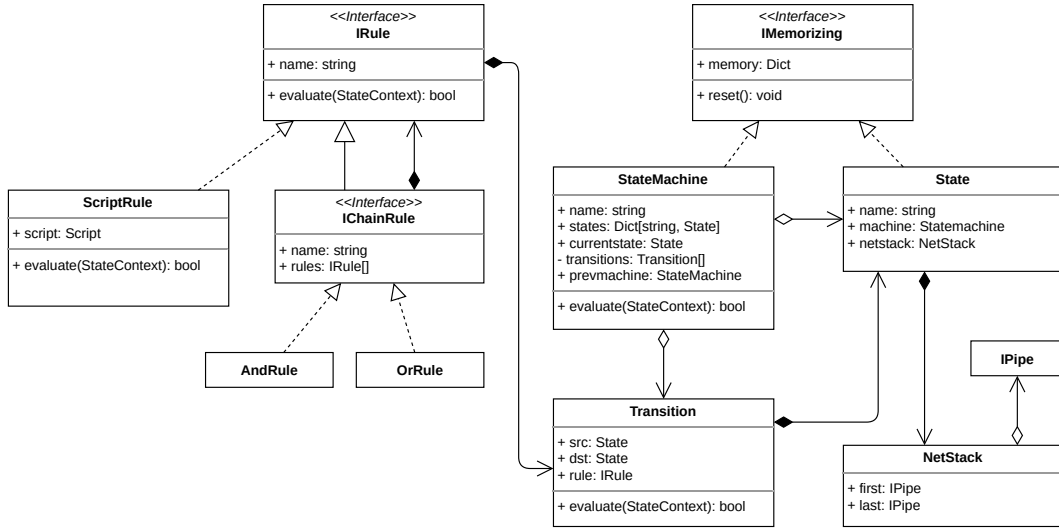 <<Interface>>
IRule
+ name: string
+ evaluate(StateContext): bool
<<Interface>>
IMemorizing
+ memory: Dict
+ reset(): void
ScriptRule
+ script: Script
+ evaluate(StateContext): bool
<<Interface>>
IChainRule
+ name: string
+ rules: IRule[]
StateMachine
+ name: string
+ states: Dict[string, State]
+ currentstate: State
- transitions: Transition[]
+ prevmachine: StateMachine
+ evaluate(StateContext): bool
State
+ name: string
+ machine: Statemachine
+ netstack: NetStack
AndRule
OrRule
IPipe
Transition
+ src: State
+ dst: State
+ rule: IRule
+ evaluate(StateContext): bool
NetStack
+ first: IPipe
+ last: IPipe